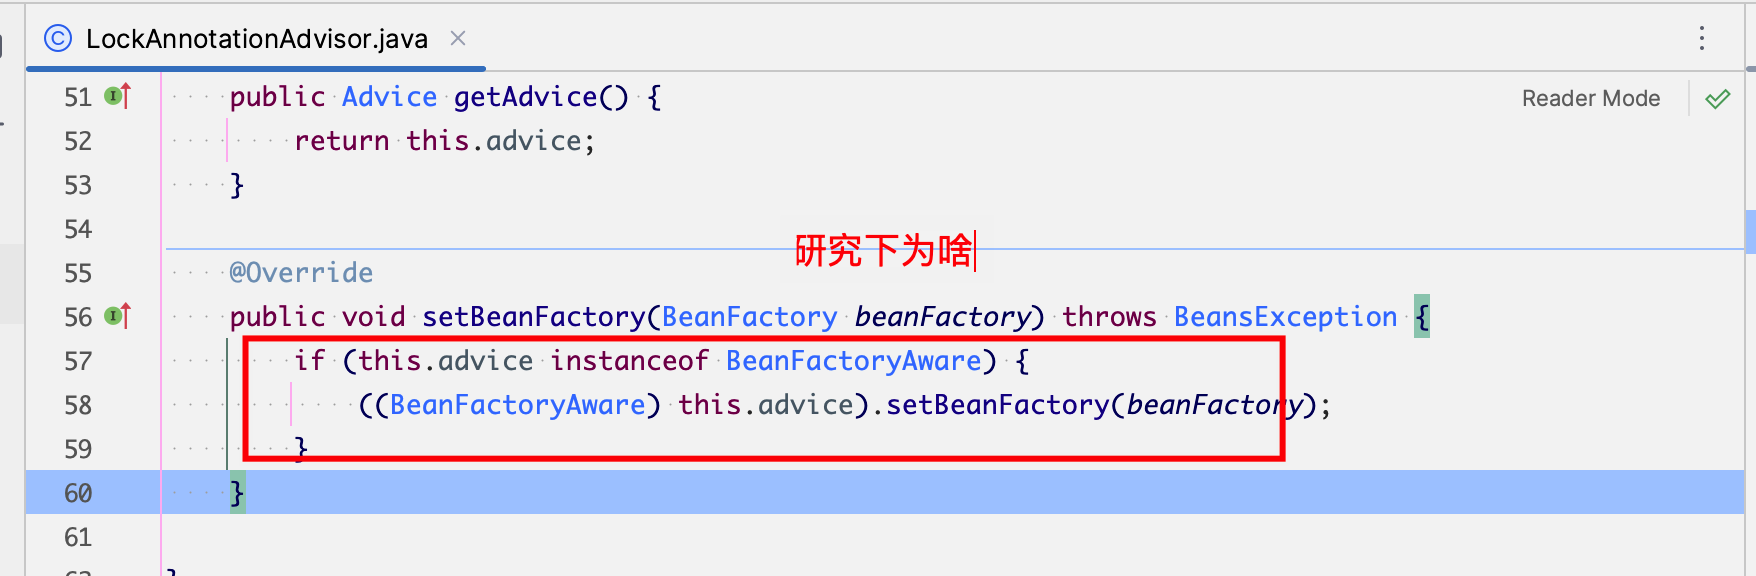 LockAnnotationAdvisor.java
51 public Advice getAdvice() {
Reader Mode
52 return this.advice;
53 }
54
研究下为啥
55 @Override
56 public void setBeanFactory(BeanFactory beanFactory) throws BeansException {
57 if (this.advice instanceof BeanFactoryAware) {
58 ((BeanFactoryAware) this.advice).setBeanFactory(beanFactory);
59 }
60 }
61